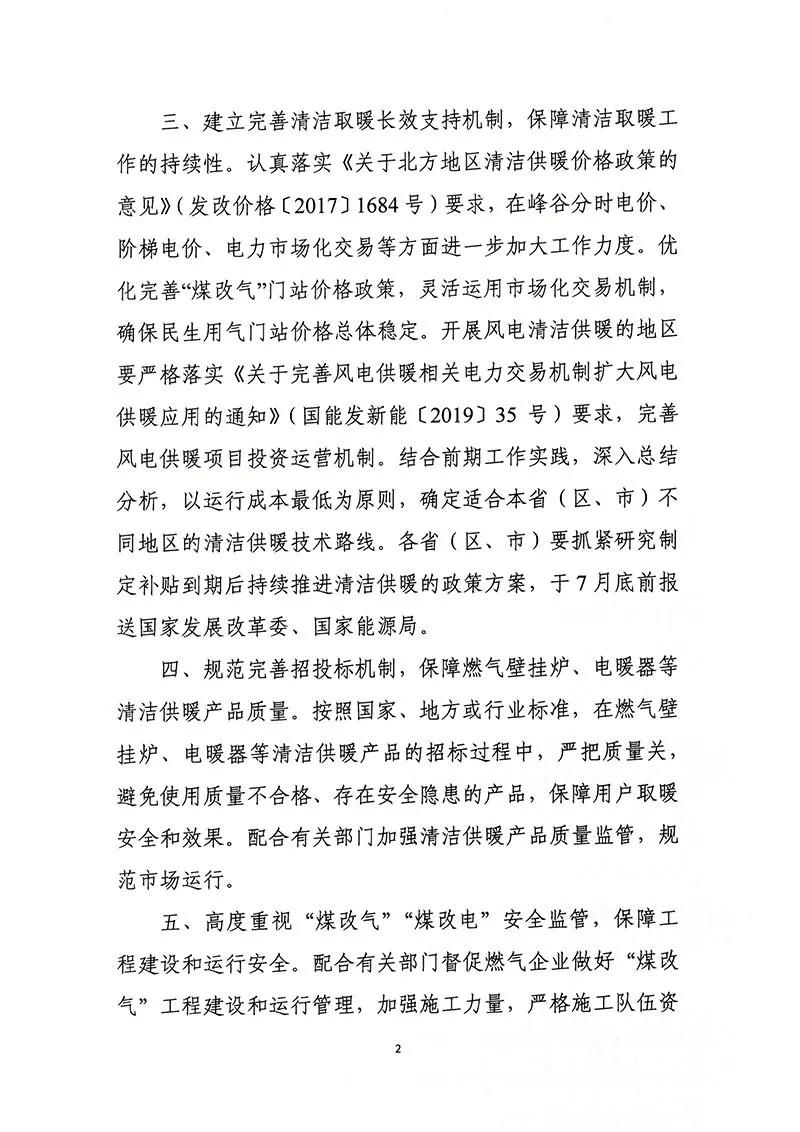 三、建立完善清洁取暖长效支持机制，保障清洁取暖工
作的持续性。认真落实《关于北方地区清洁供暖价格政策的
意见》（发改价格〔2017〕1684 号）要求，在峰谷分时电价、
阶梯电价、电力市场化交易等方面进一步加大工作力度。优
化完善“煤改气”门站价格政策，灵活运用市场化交易机制，
确保民生用气门站价格总体稳定。开展风电清洁供暖的地区
要严格落实《关于完善风电供暖相关电力交易机制扩大风电
供暖应用的通知》（国能发新能〔2019〕35 号）要求，完善
风电供暖项目投资运营机制。结合前期工作实践，深入总结
分析，以运行成本最低为原则，确定适合本省（区、市）不
同地区的清洁供暖技术路线。各省（区、市）要抓紧研究制
定补贴到期后持续推进清洁供暖的政策方案，于 7 月底前报
送国家发展改革委、国家能源局。
四、规范完善招投标机制，保障燃气壁挂炉、电暖器等
清洁供暖产品质量。按照国家、地方或行业标准，在燃气壁
挂炉、电暖器等清洁供暖产品的招标过程中，严把质量关，
避免使用质量不合格、存在安全隐患的产品，保障用户取暖
安全和效果。配合有关部门加强清洁供暖产品质量监管，规
范市场运行。
五、高度重视“煤改气”“煤改电”安全监管，保障工
程建设和运行安全。配合有关部门督促燃气企业做好“煤改
气”工程建设和运行管理，加强施工力量，严格施工队伍资
2